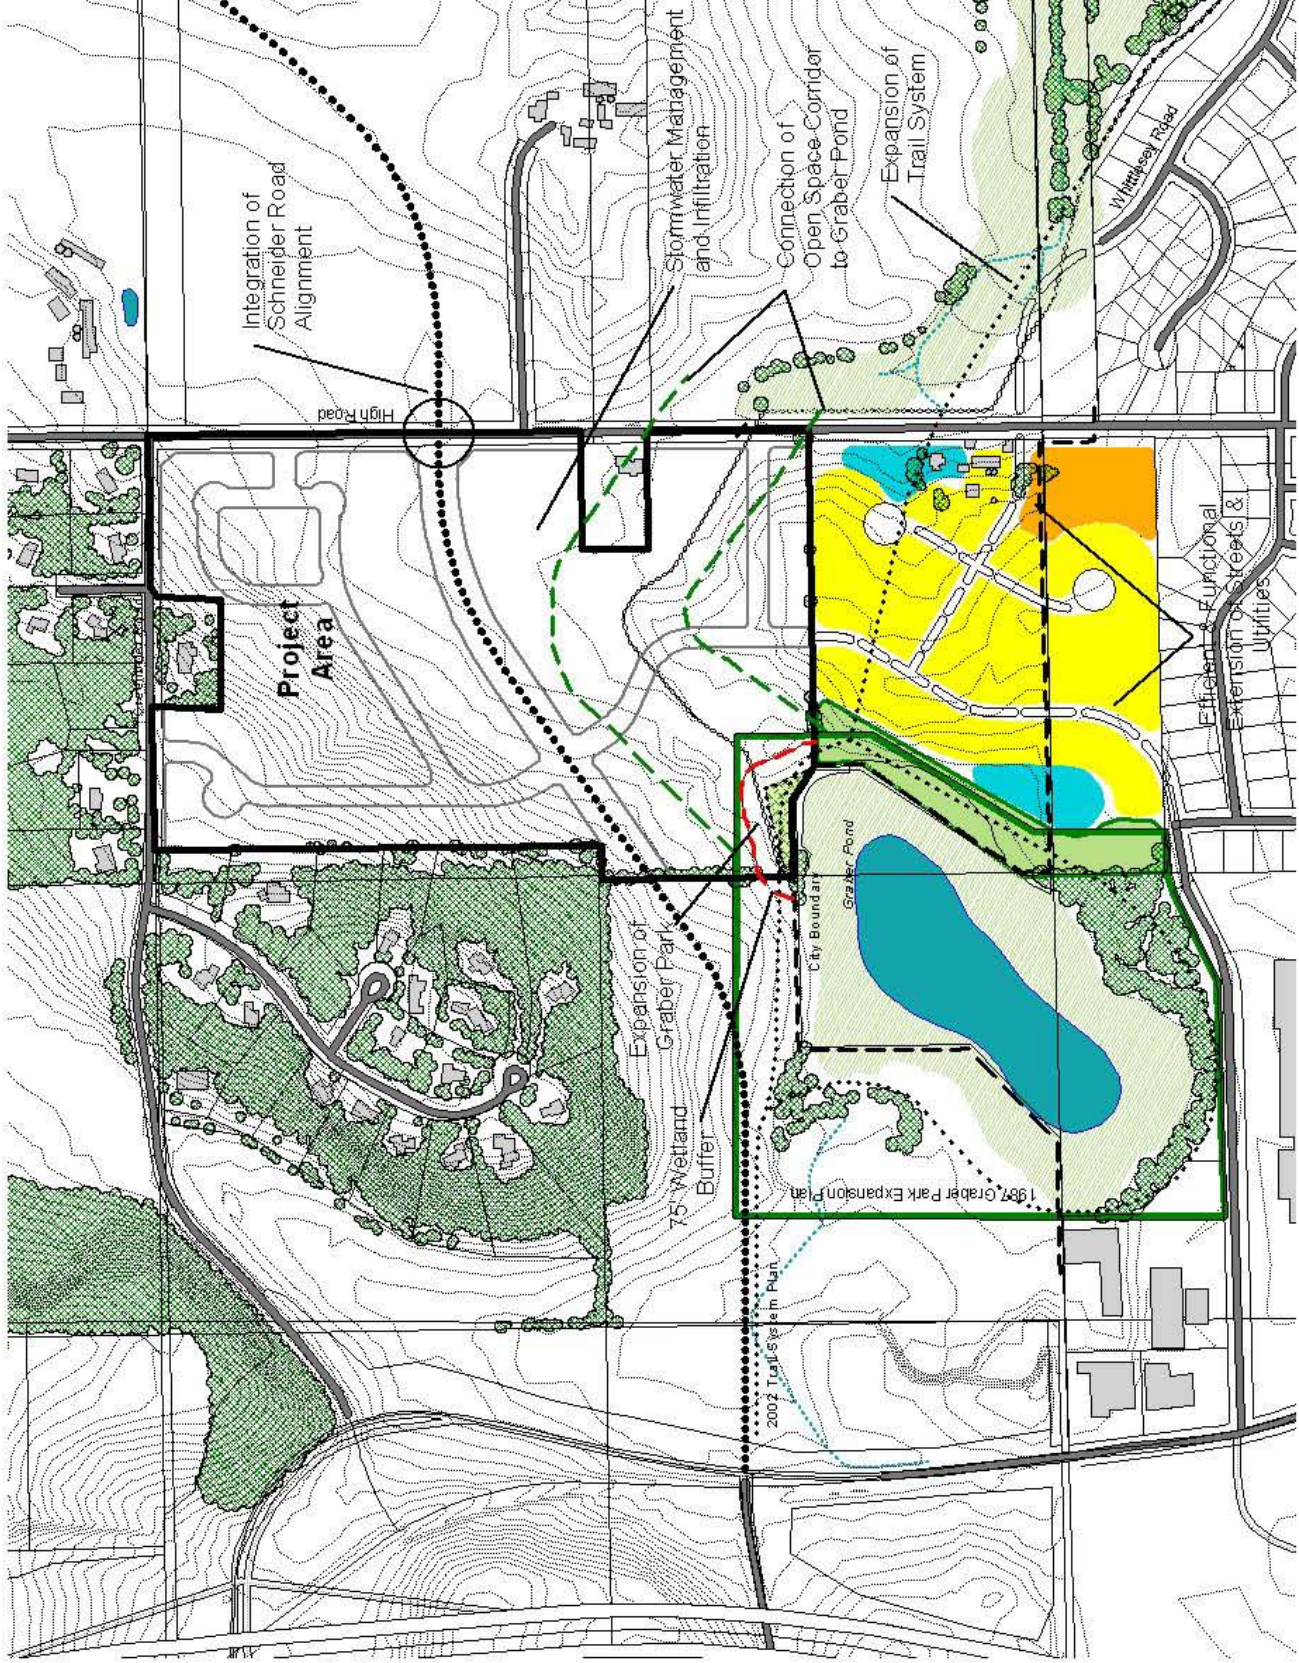 Integration of
Schneider Road
Alignment
Stormwater Management
and Infiltration
Connection of
Open Space Corridor
to Graber Pond
Expansion of
Trail System
Whittlesey Road
High Road
Project
Area
Efficient & Functional
Extension of Streets &
Utilities
Expansion of
Graber Park
City Boundary
Graber Pond
75' Wetland
Buffer
1987 Graber Park Expansion Plan
2002 Trail System Plan